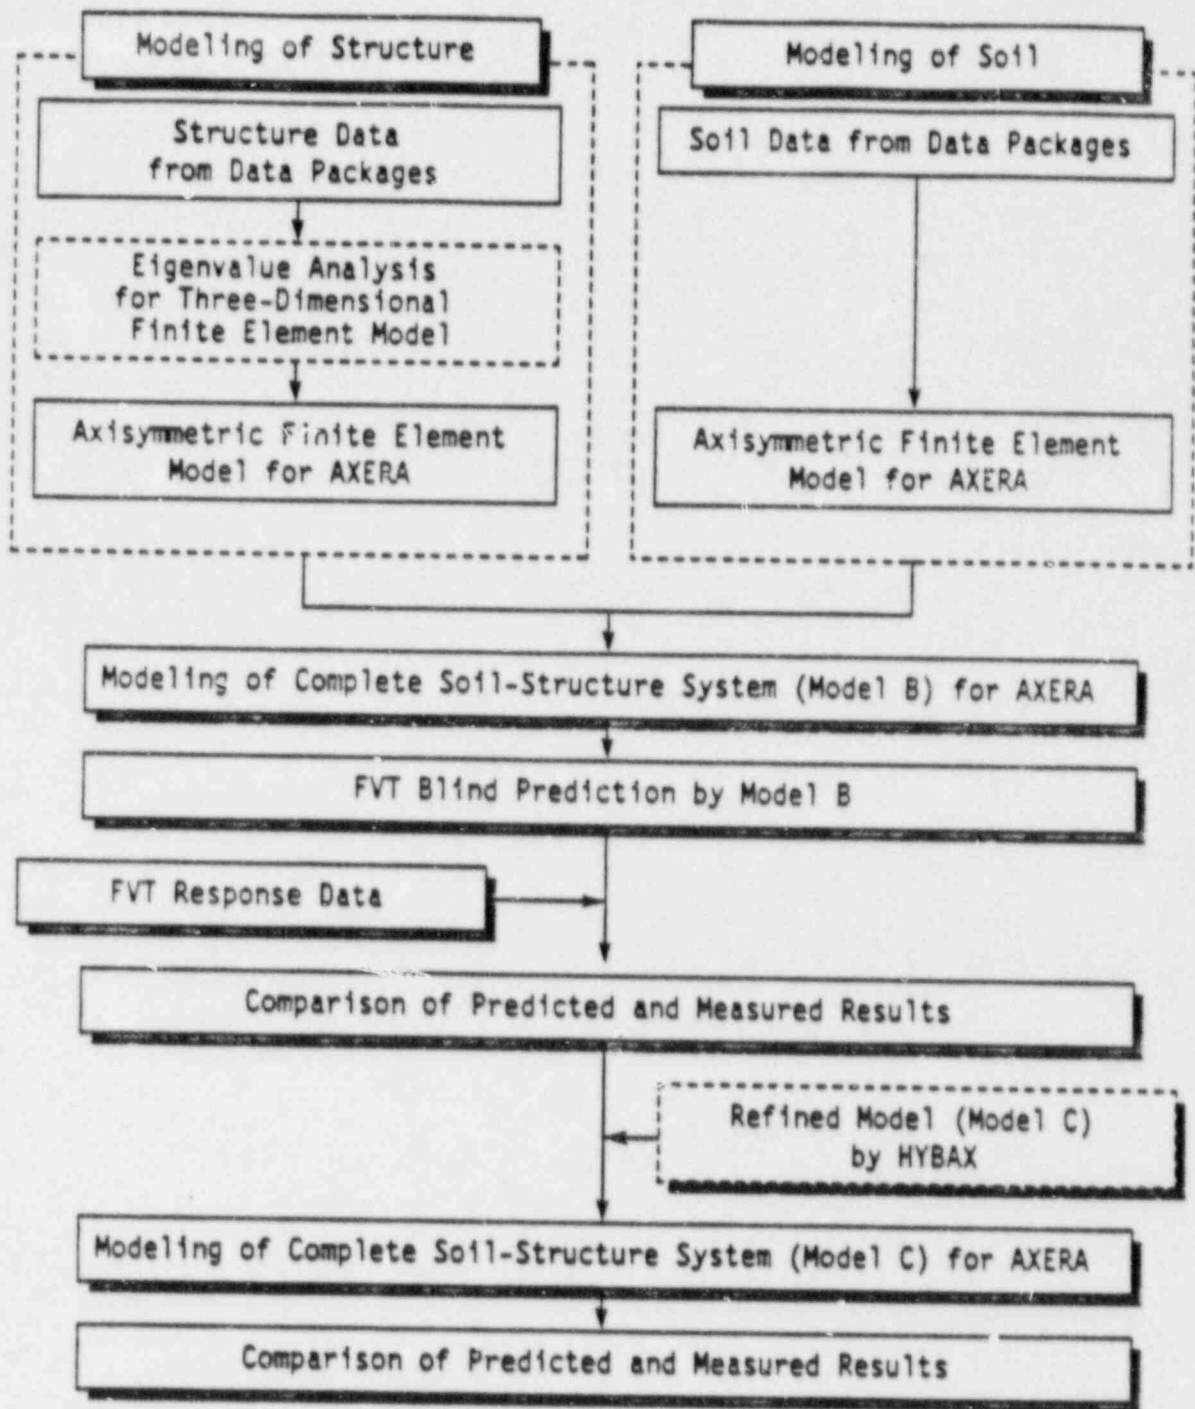 Modeling of Structure
Structure Data
from Data Packages
Eigenvalue Analysis
for Three-Dimensional
Finite Element Model
Axisymmetric Finite Element
Model for AXERA
Modeling of Soil
Soil Data from Data Packages
Axisymmetric Finite Element
Model for AXERA
Modeling of Complete Soil-Structure System (Model B) for AXERA
FVT Blind Prediction by Model B
FVT Response Data
Comparison of Predicted and Measured Results
Refined Model (Model C)
by HYBAX
Modeling of Complete Soil-Structure System (Model C) for AXERA
Comparison of Predicted and Measured Results